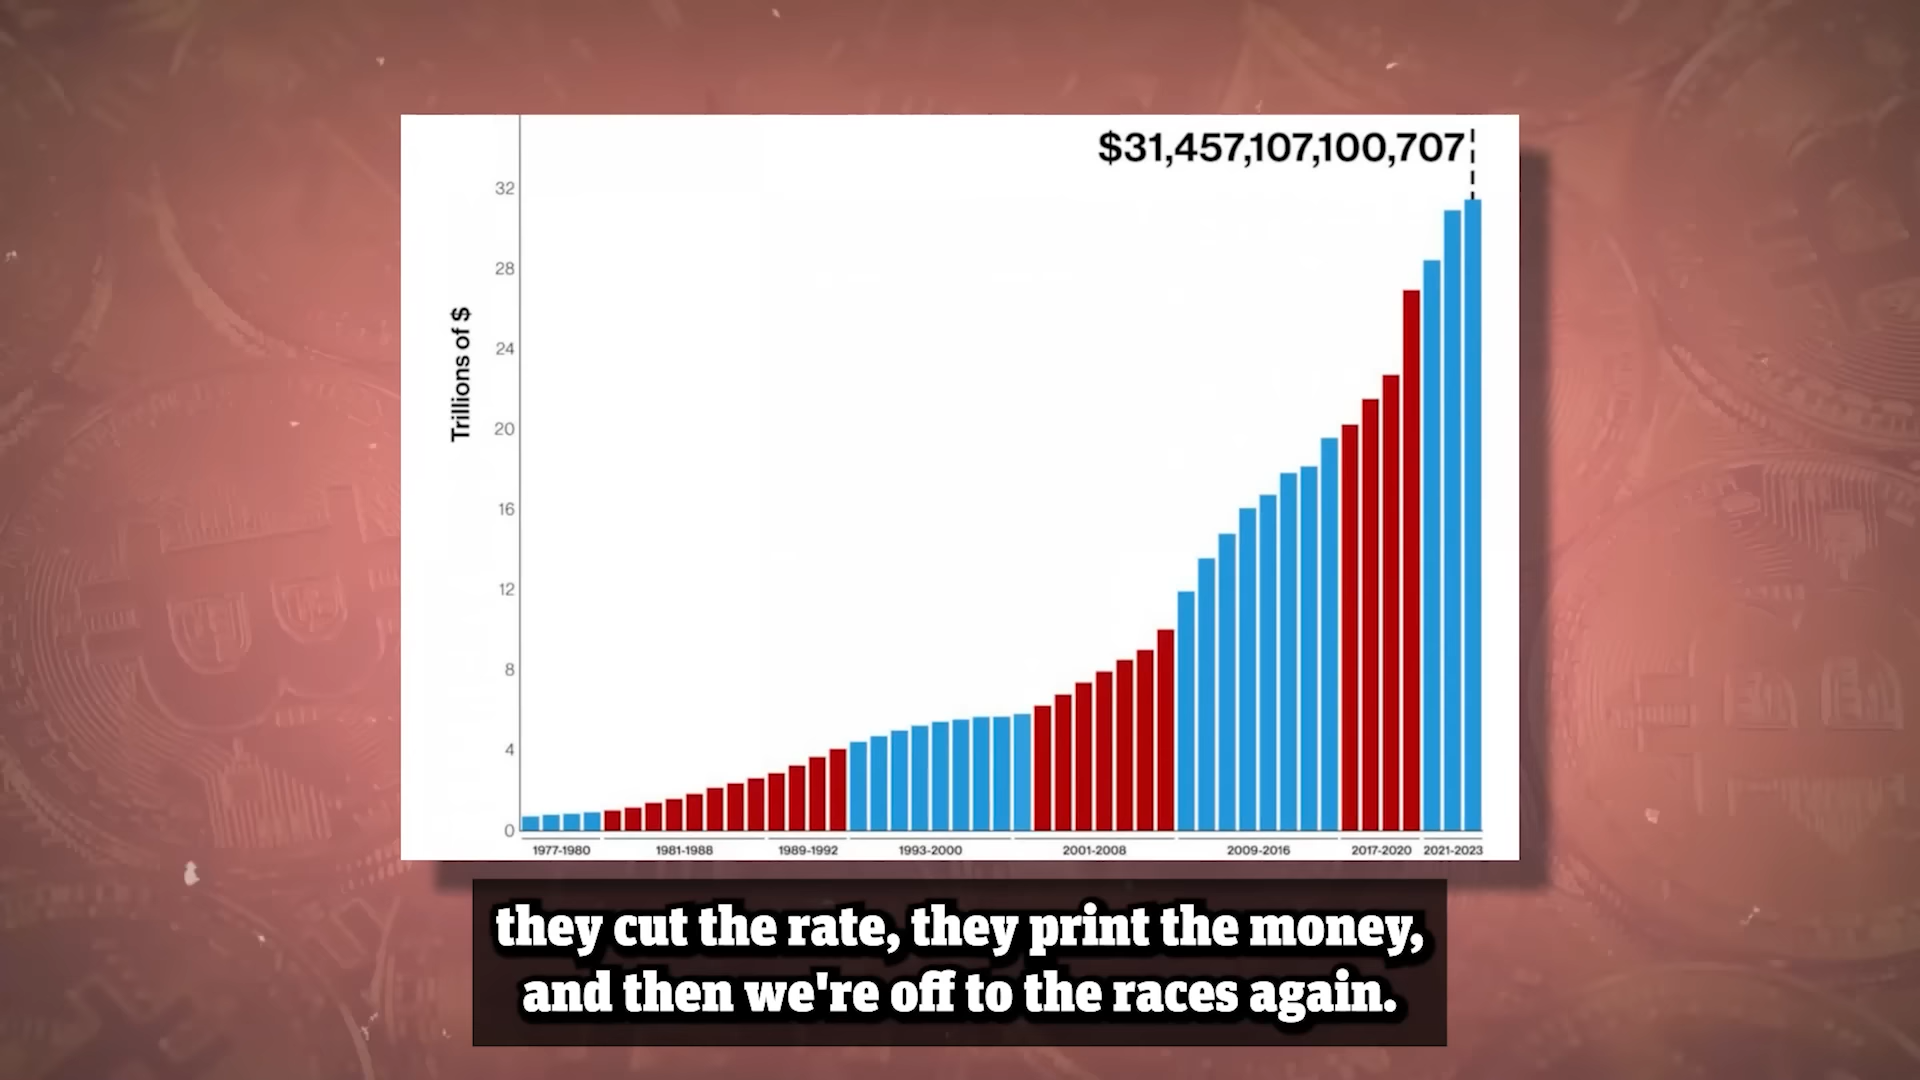 $31,457,107,100,707
Trillions of $
32
28
24
20
16
12
8
4
0
1977-1980 1981-1988 1989-1992 1993-2000 2001-2008 2009-2016 2017-2020 2021-2023
they cut the rate, they print the money,
and then we're off to the races again.